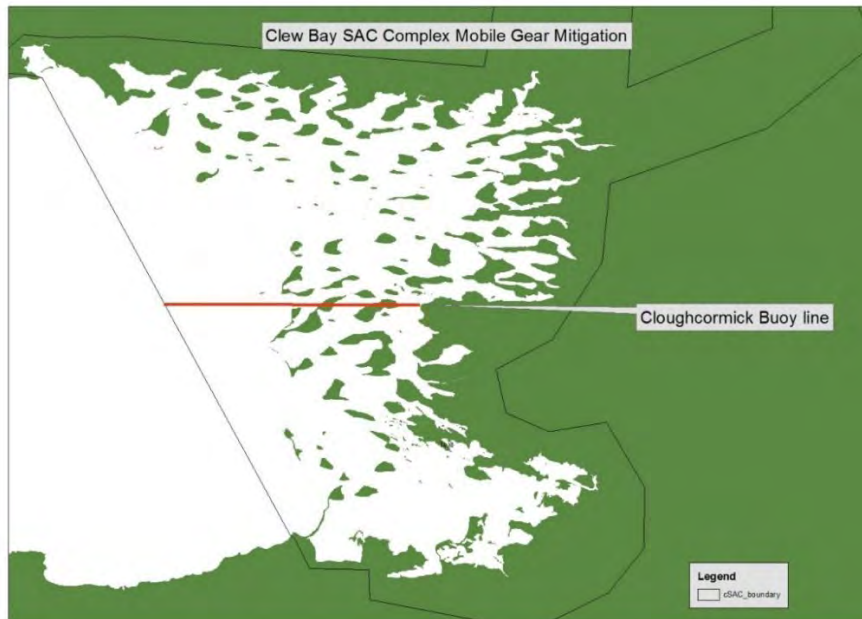 Clew Bay SAC Complex Mobile Gear Mitigation
Cloughcormick Buoy line
Legend
cSAC_boundary